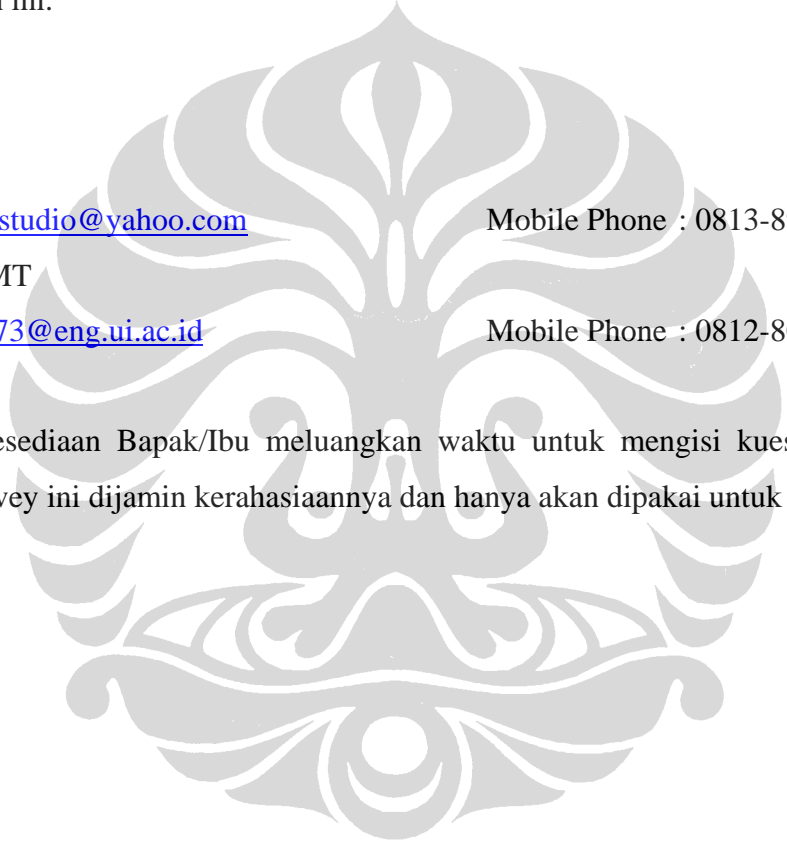 ini.
studio@yahoo.com Mobile Phone : 0813-8
MT
73@eng.ui.ac.id Mobile Phone : 0812-8
esediaan Bapak/Ibu meluangkan waktu untuk mengisi kues
vey ini dijamin kerahasiaannya dan hanya akan dipakai untuk